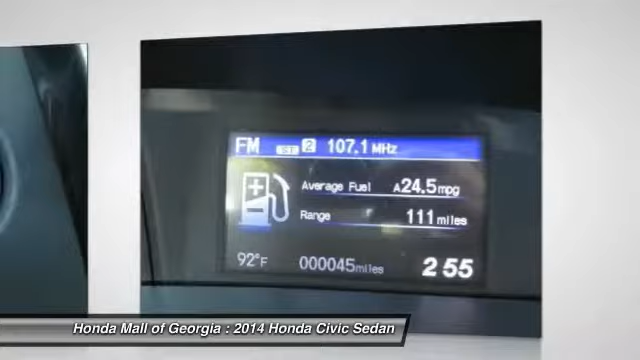 FM ST 2 107.1 MHz
Average Fuel A24.5mpg
Range 111 miles
92°F 000045miles 2 55
Honda Mall of Georgia : 2014 Honda Civic Sedan